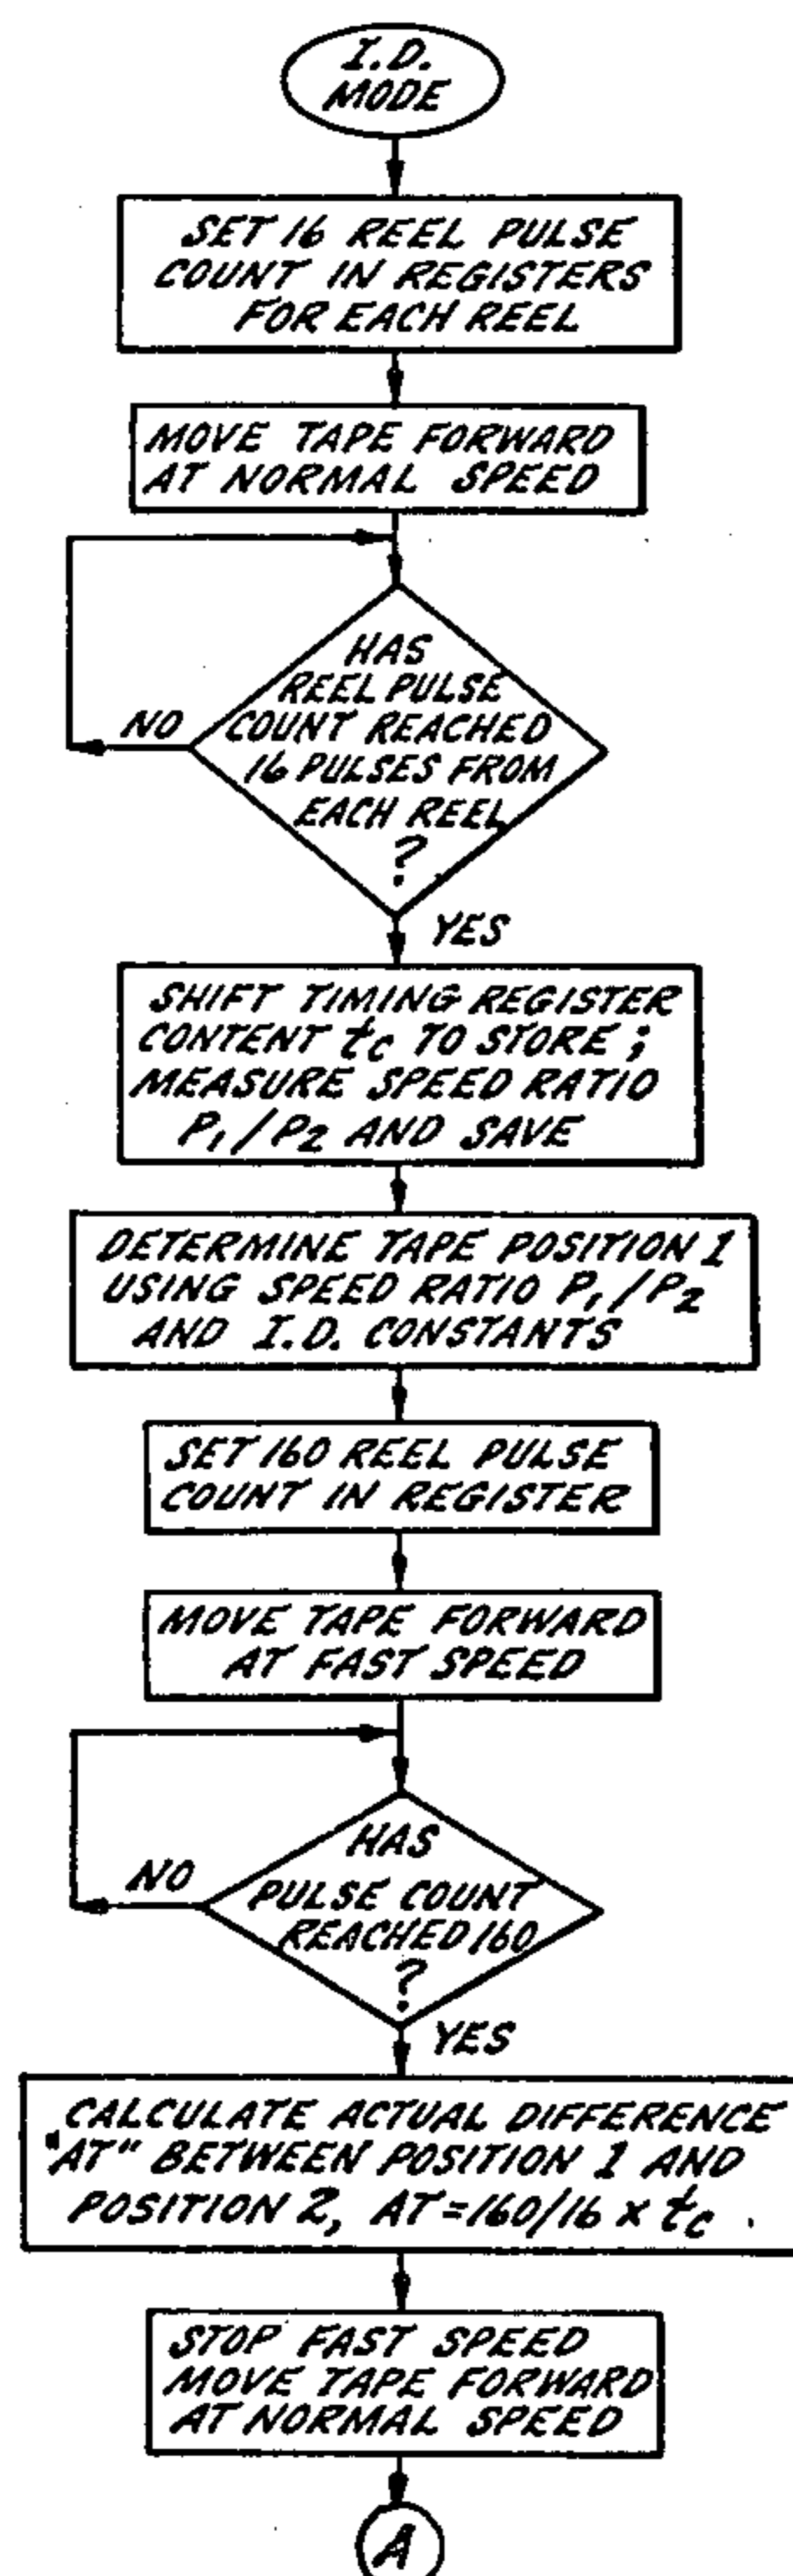 I.D.
MODE
SET 16 REEL PULSE
COUNT IN REGISTERS
FOR EACH REEL
MOVE TAPE FORWARD
AT NORMAL SPEED
HAS
REEL PULSE
COUNT REACHED
16 PULSES FROM
EACH REEL
?
NO
YES
SHIFT TIMING REGISTER
CONTENT tc TO STORE;
MEASURE SPEED RATIO
P1/P2 AND SAVE
DETERMINE TAPE POSITION 1
USING SPEED RATIO P1/P2
AND I.D. CONSTANTS
SET 160 REEL PULSE
COUNT IN REGISTER
MOVE TAPE FORWARD
AT FAST SPEED
HAS
PULSE COUNT
REACHED 160
?
NO
YES
CALCULATE ACTUAL DIFFERENCE
"AT" BETWEEN POSITION 1 AND
POSITION 2, AT=160/16 x tc
STOP FAST SPEED
MOVE TAPE FORWARD
AT NORMAL SPEED
A